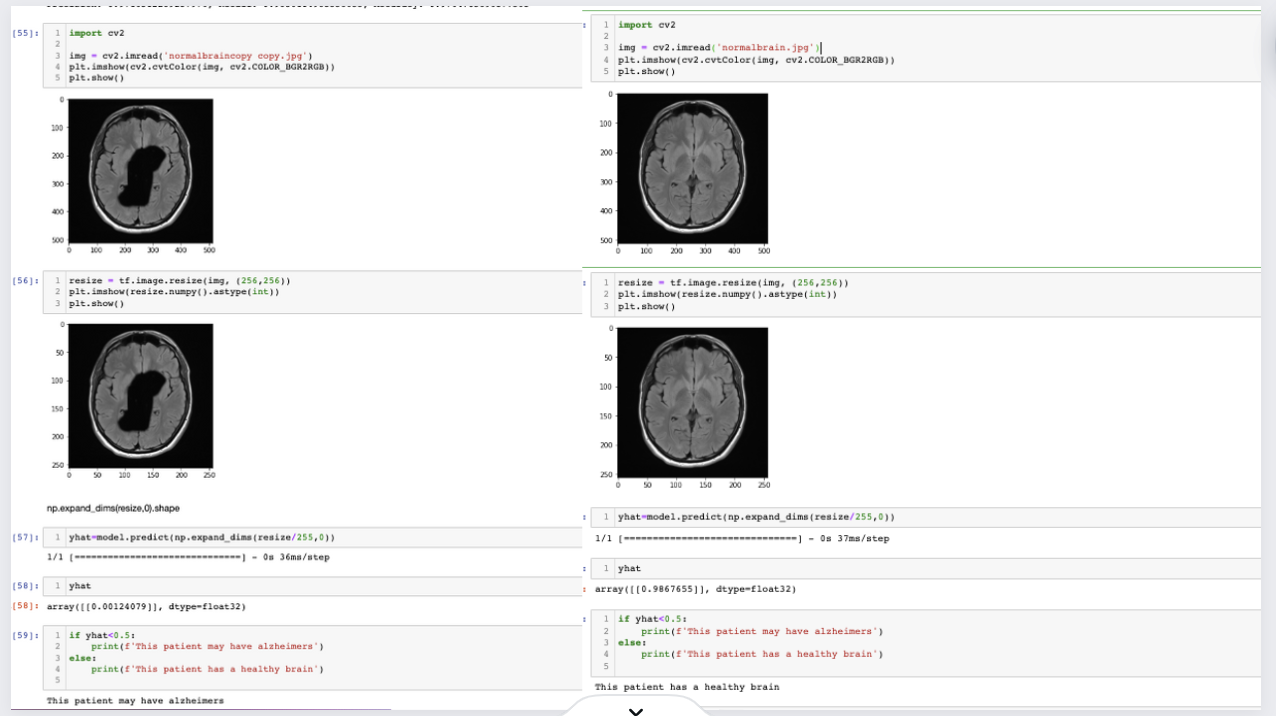 [55]:
1 import cv2
2
3 img = cv2.imread('normalbraincopy copy.jpg')
4 plt.imshow(cv2.cvtColor(img, cv2.COLOR_BGR2RGB))
5 plt.show()
0
100
200
300
400
500
0 100 200 300 400 500
[56]:
1 resize = tf.image.resize(img, (256,256))
2 plt.imshow(resize.numpy().astype(int))
3 plt.show()
0
50
100
150
200
250
0 50 100 150 200 250
np.expand_dims(resize,0).shape
[57]:
1 yhat=model.predict(np.expand_dims(resize/255,0))
1/1 [==============================] - 0s 36ms/step
[58]:
1 yhat
[58]: array([[0.00124079]], dtype=float32)
[59]:
1 if yhat<0.5:
2     print(f'This patient may have alzheimers')
3 else:
4     print(f'This patient has a healthy brain')
5
This patient may have alzheimers
1 import cv2
2
3 img = cv2.imread('normalbrain.jpg')
4 plt.imshow(cv2.cvtColor(img, cv2.COLOR_BGR2RGB))
5 plt.show()
0
100
200
300
400
500
0 100 200 300 400 500
1 resize = tf.image.resize(img, (256,256))
2 plt.imshow(resize.numpy().astype(int))
3 plt.show()
0
50
100
150
200
250
0 50 100 150 200 250
1 yhat=model.predict(np.expand_dims(resize/255,0))
1/1 [==============================] - 0s 37ms/step
1 yhat
array([[0.9867655]], dtype=float32)
1 if yhat<0.5:
2     print(f'This patient may have alzheimers')
3 else:
4     print(f'This patient has a healthy brain')
5
This patient has a healthy brain